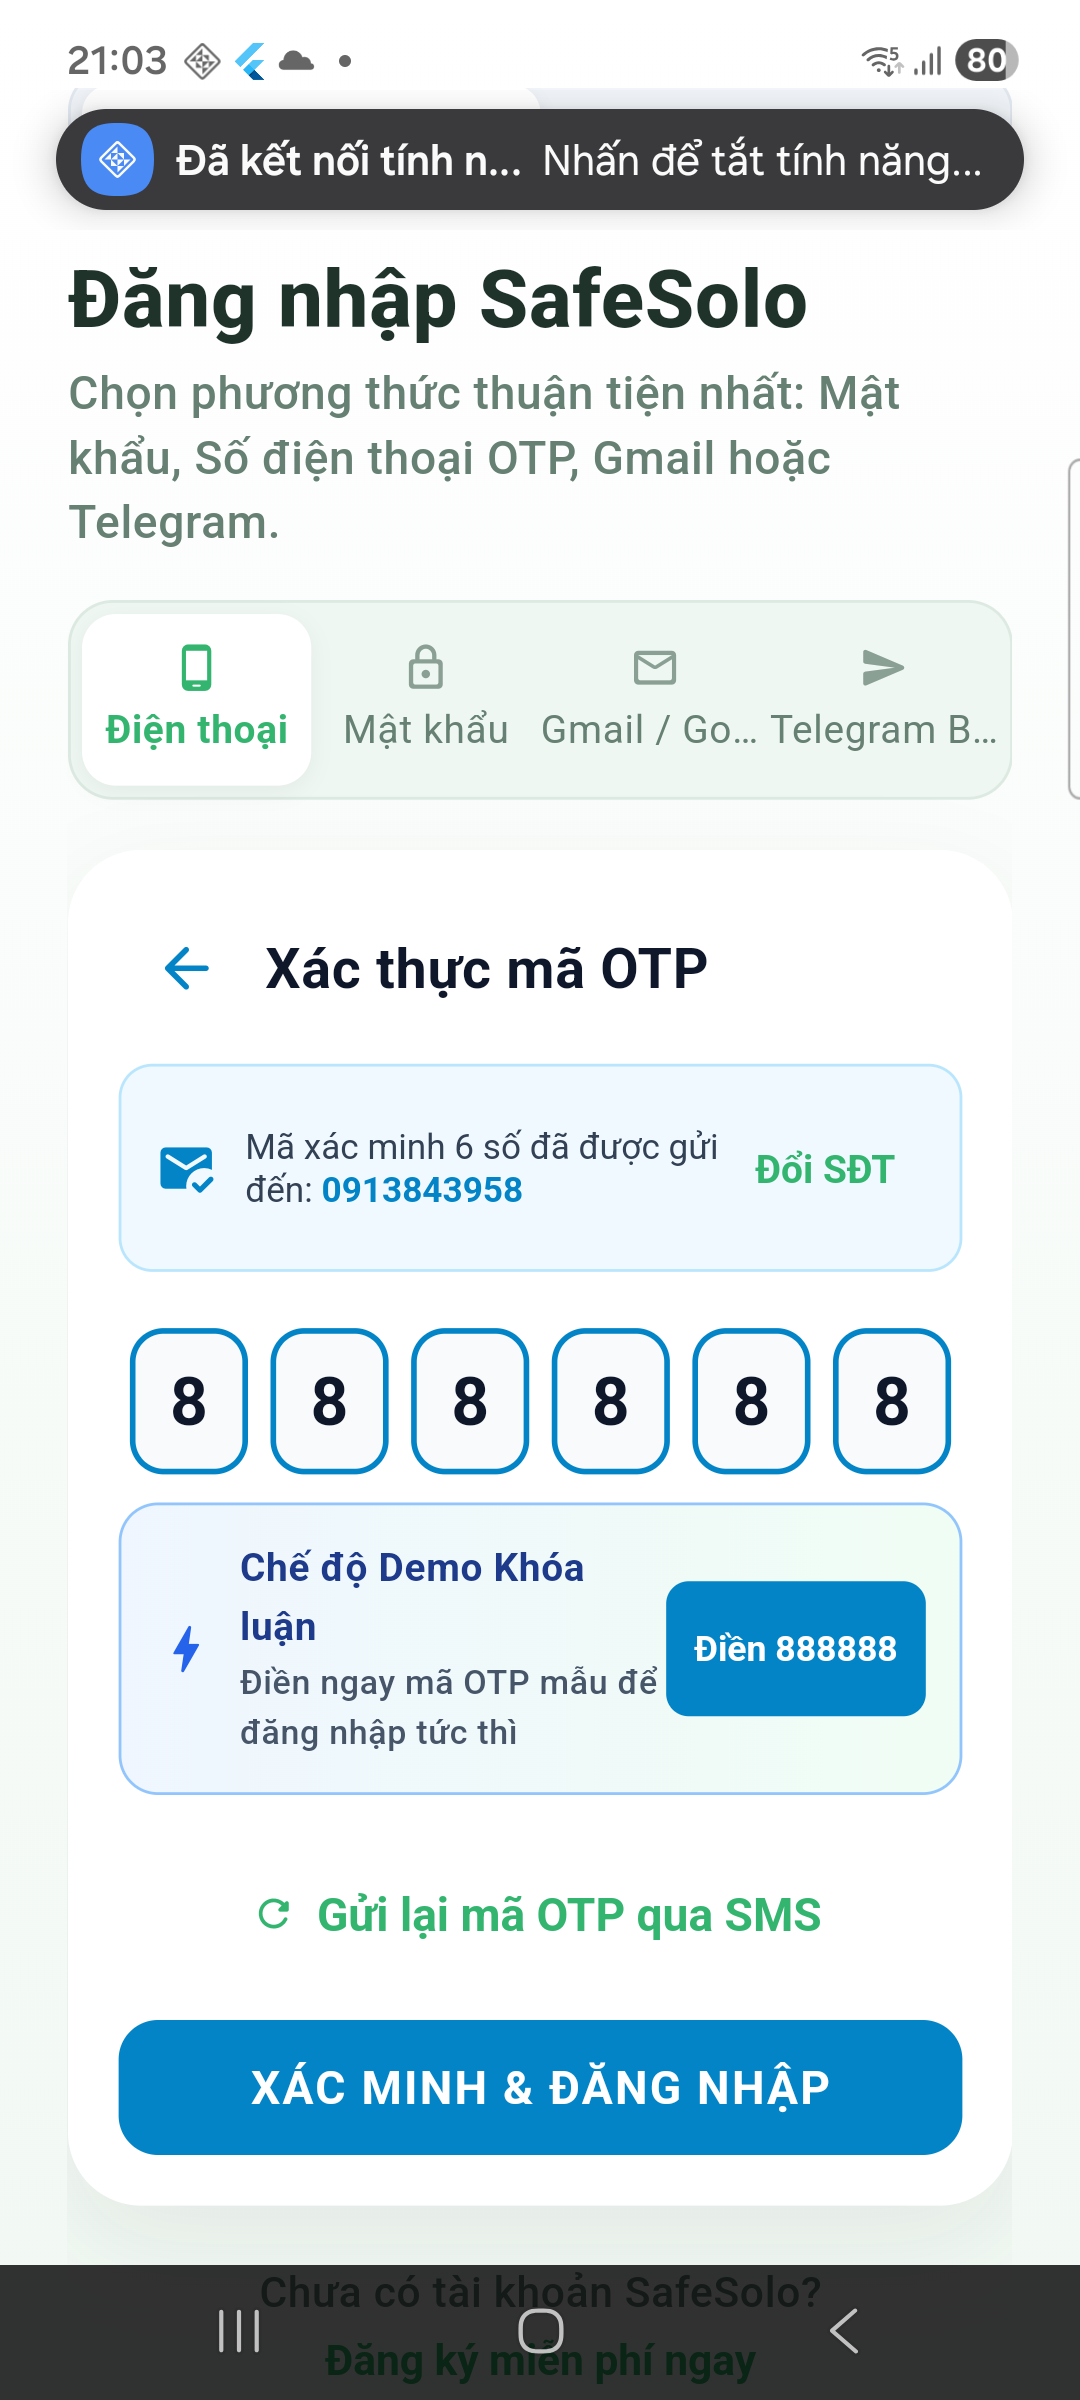 21:03
5
80
Đã kết nối tính n... Nhấn để tắt tính năng...
Đăng nhập SafeSolo
Chọn phương thức thuận tiện nhất: Mật
khẩu, Số điện thoại OTP, Gmail hoặc
Telegram.
Điện thoại
Mật khẩu
Gmail / Go...
Telegram B...
Xác thực mã OTP
Mã xác minh 6 số đã được gửi
đến: 0913843958
Đổi SĐT
8 8 8 8 8 8
Chế độ Demo Khóa
luận
Điền ngay mã OTP mẫu để
đăng nhập tức thì
Điền 888888
Gửi lại mã OTP qua SMS
XÁC MINH & ĐĂNG NHẬP
Chưa có tài khoản SafeSolo?
Đăng ký miễn phí ngay